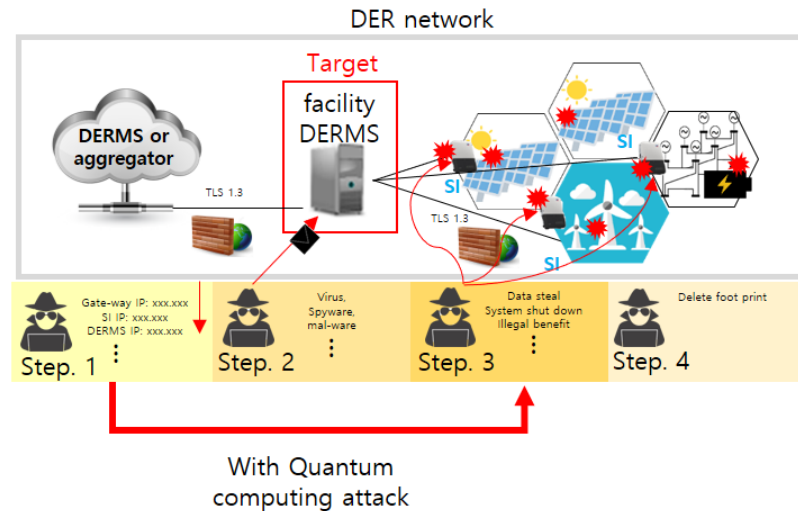 DER network
Target
facility
DERMS
DERMS or
aggregator
TLS 1.3
TLS 1.3
SI
SI
SI
Gate-way IP: xxx.xxx
SI IP: xxx.xxx
DERMS IP: xxx.xxx
Step. 1
Virus,
Spyware,
mal-ware
Step. 2
Data steal
System shut down
Illegal benefit
Step. 3
Delete foot print
Step. 4
With Quantum
computing attack